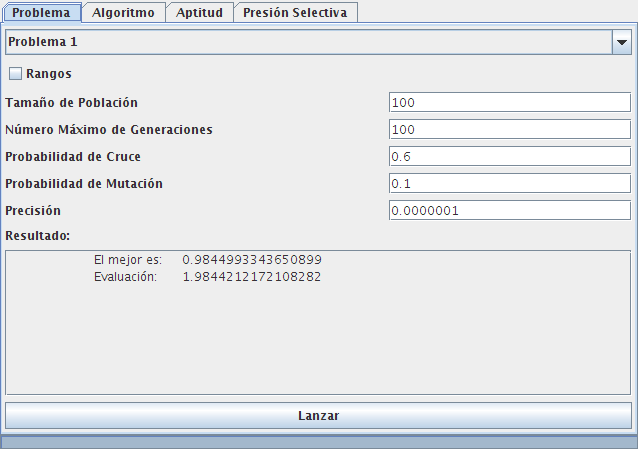 Problema Algoritmo Aptitud Presión Selectiva
Problema 1
Rangos
Tamaño de Población 100
Número Máximo de Generaciones 100
Probabilidad de Cruce 0.6
Probabilidad de Mutación 0.1
Precisión 0.0000001
Resultado:
El mejor es: 0.9844993343650899
Evaluación: 1.9844212172108282
Lanzar